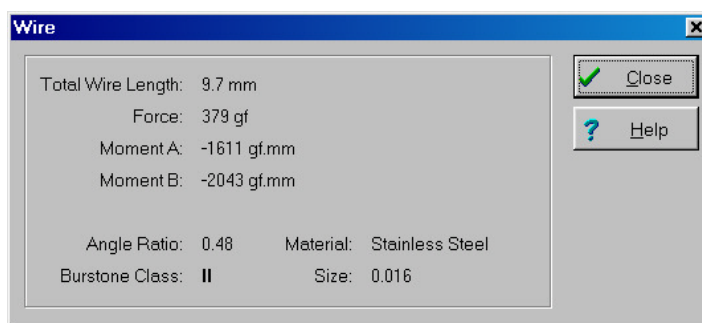 Wire
Total Wire Length: 9.7 mm
Force: 379 gf
Moment A: -1611 gf.mm
Moment B: -2043 gf.mm
Angle Ratio: 0.48 Material: Stainless Steel
Burstone Class: II Size: 0.016
Close
Help